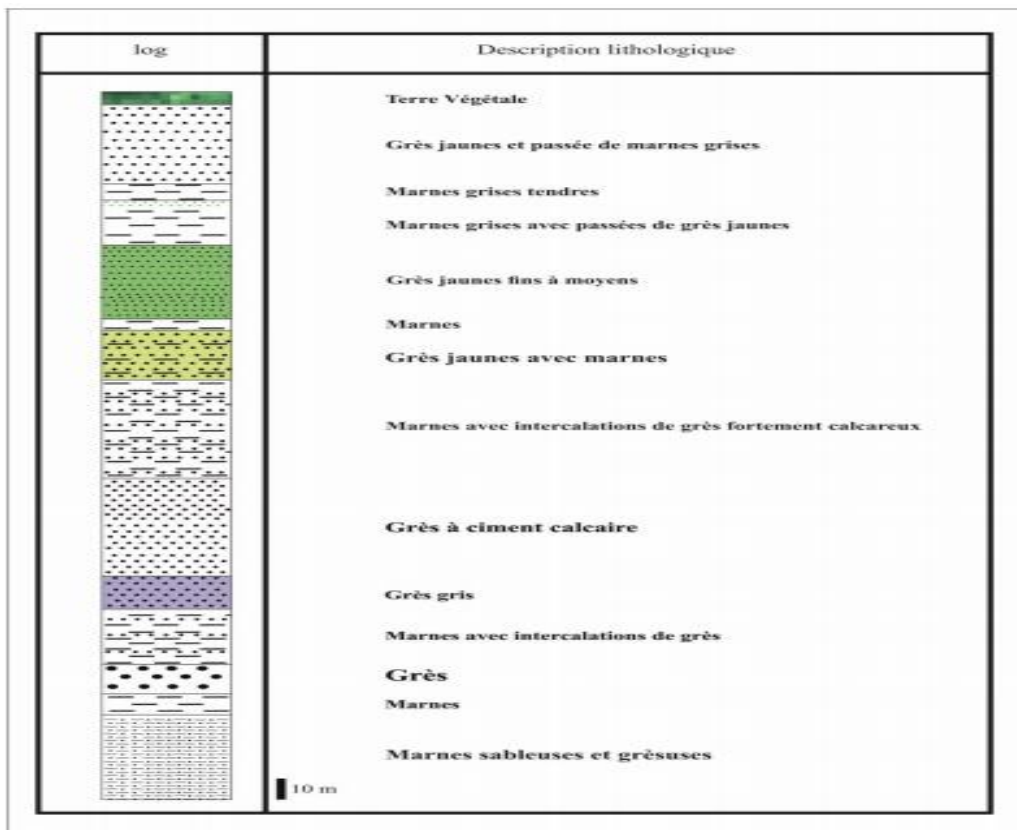 log Description lithologique
Terre Végétale
Grès jaunes et passée de marnes grises
Marnes grises tendres
Marnes grises avec passées de grès jaunes
Grès jaunes fins à moyens
Marnes
Grès jaunes avec marnes
Marnes avec intercalations de grès fortement calcareux
Grès à ciment calcaire
Grès gris
Marnes avec intercalations de grès
Grès
Marnes
Marnes sableuses et grèsuses
10 m